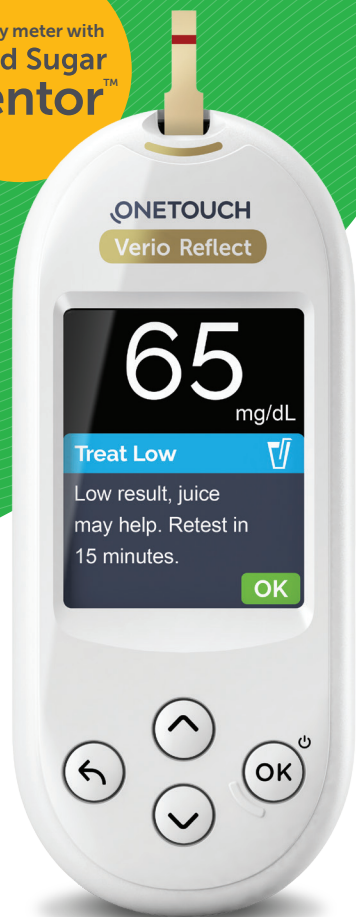 y meter with
d Sugar
entor™
ONETOUCH
Verio Reflect
65
mg/dL
Treat Low
Low result, juice
may help. Retest in
15 minutes.
OK
OK